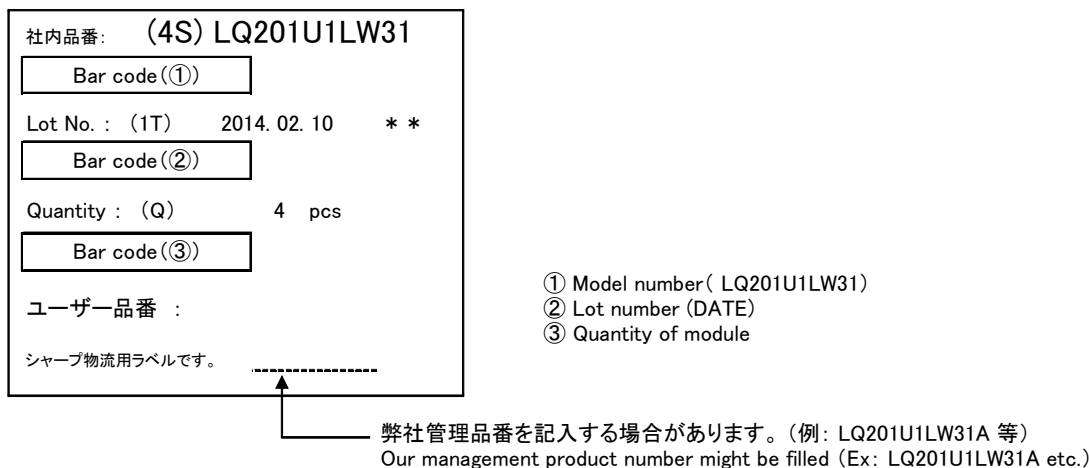 社内品番: (4S) LQ201U1LW31
Bar code(①)
Lot No. : (1T) 2014. 02. 10 * *
Bar code(②)
Quantity : (Q) 4 pcs
Bar code(③)
ユーザー品番 :
シャープ物流用ラベルです。
① Model number( LQ201U1LW31)
② Lot number (DATE)
③ Quantity of module
弊社管理品番を記入する場合があります。(例: LQ201U1LW31A 等)
Our management product number might be filled (Ex: LQ201U1LW31A etc.)